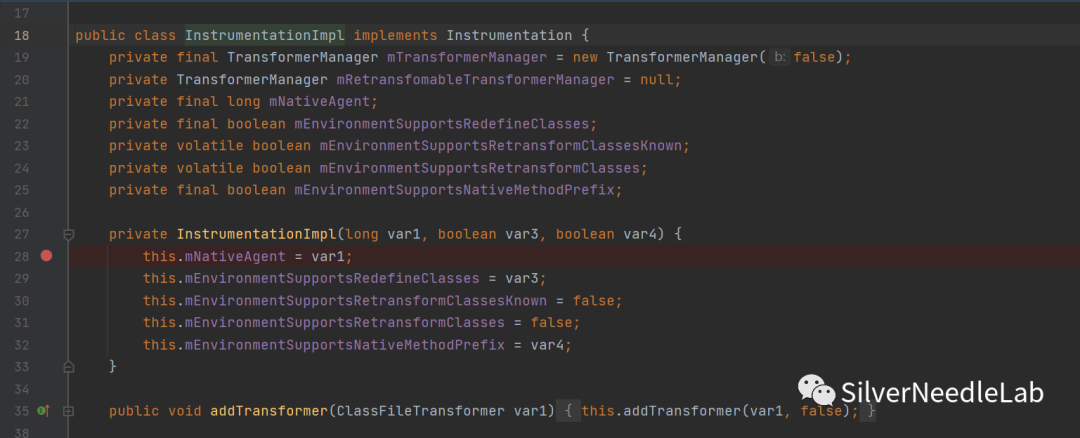 17
18 public class InstrumentationImpl implements Instrumentation {
19 private final TransformerManager mTransformerManager = new TransformerManager( b: false);
20 private TransformerManager mRetransfomableTransformerManager = null;
21 private final long mNativeAgent;
22 private final boolean mEnvironmentSupportsRedefineClasses;
23 private volatile boolean mEnvironmentSupportsRetransformClassesKnown;
24 private volatile boolean mEnvironmentSupportsRetransformClasses;
25 private final boolean mEnvironmentSupportsNativeMethodPrefix;
26
27 private InstrumentationImpl(long var1, boolean var3, boolean var4) {
28 this.mNativeAgent = var1;
29 this.mEnvironmentSupportsRedefineClasses = var3;
30 this.mEnvironmentSupportsRetransformClassesKnown = false;
31 this.mEnvironmentSupportsRetransformClasses = false;
32 this.mEnvironmentSupportsNativeMethodPrefix = var4;
33 }
34
35 public void addTransformer(ClassFileTransformer var1) { this.addTransformer(var1, false); }
38
SilverNeedleLab